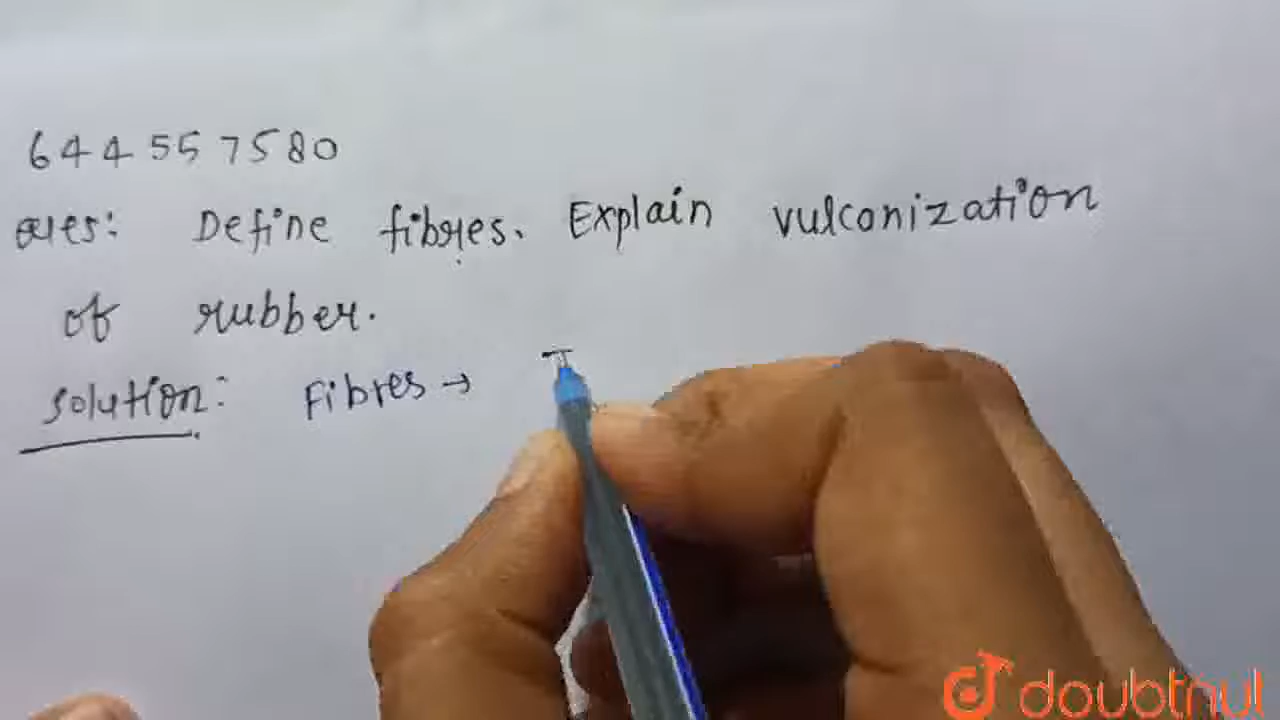 644557580
Ques: Define fibres. Explain vulconization
of rubber.
Solution: Fibres →
doubtnut